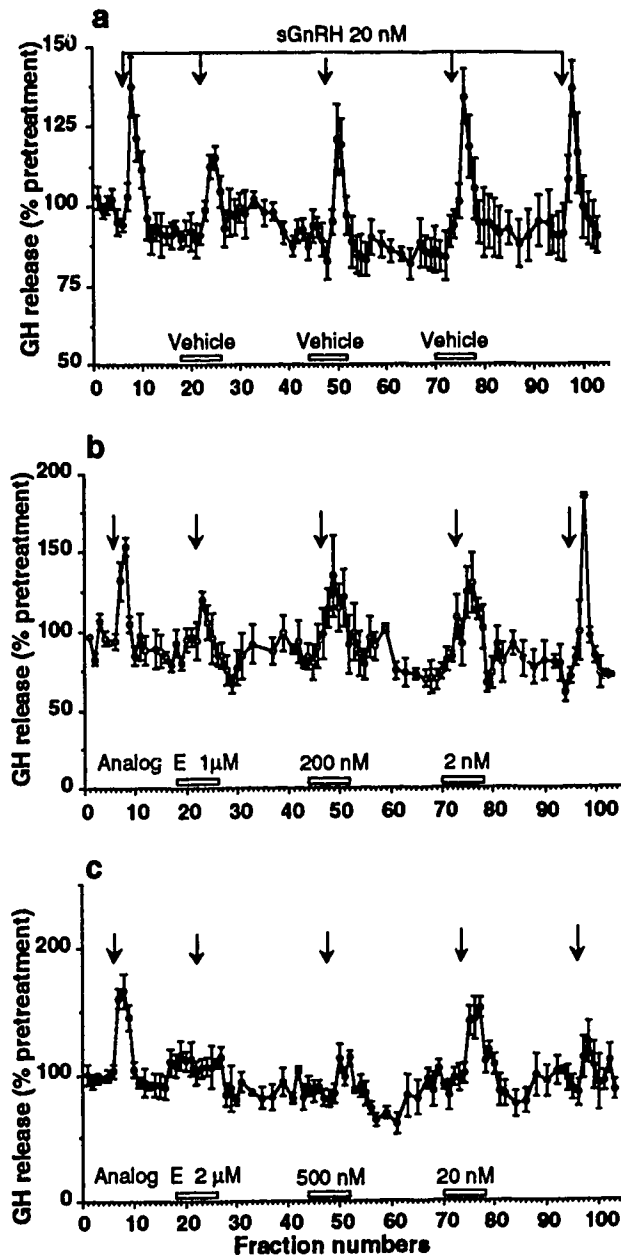 a
sGnRH 20 nM
150
125
100
75
50
GH release (% pretreatment)
Vehicle Vehicle Vehicle
0 10 20 30 40 50 60 70 80 90 100
b
200
150
100
50
0
GH release (% pretreatment)
Analog E 1µM 200 nM 2 nM
0 10 20 30 40 50 60 70 80 90 100
c
200
100
0
GH release (% pretreatment)
Analog E 2 µM 500 nM 20 nM
0 10 20 30 40 50 60 70 80 90 100
Fraction numbers